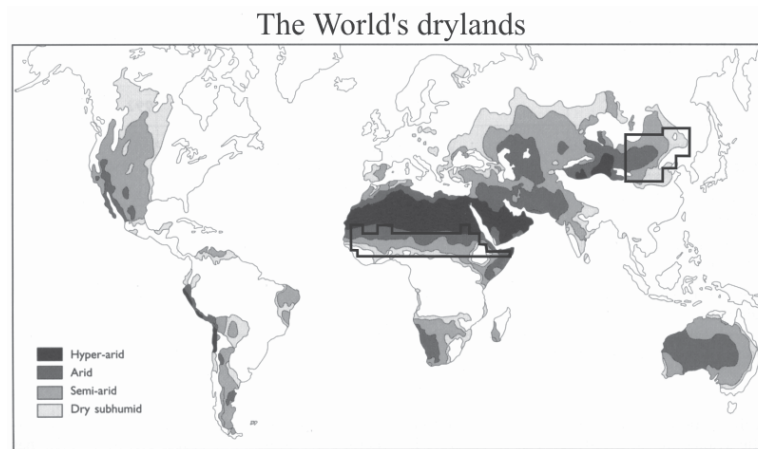 The World's drylands
Hyper-arid
Arid
Semi-arid
Dry subhumid